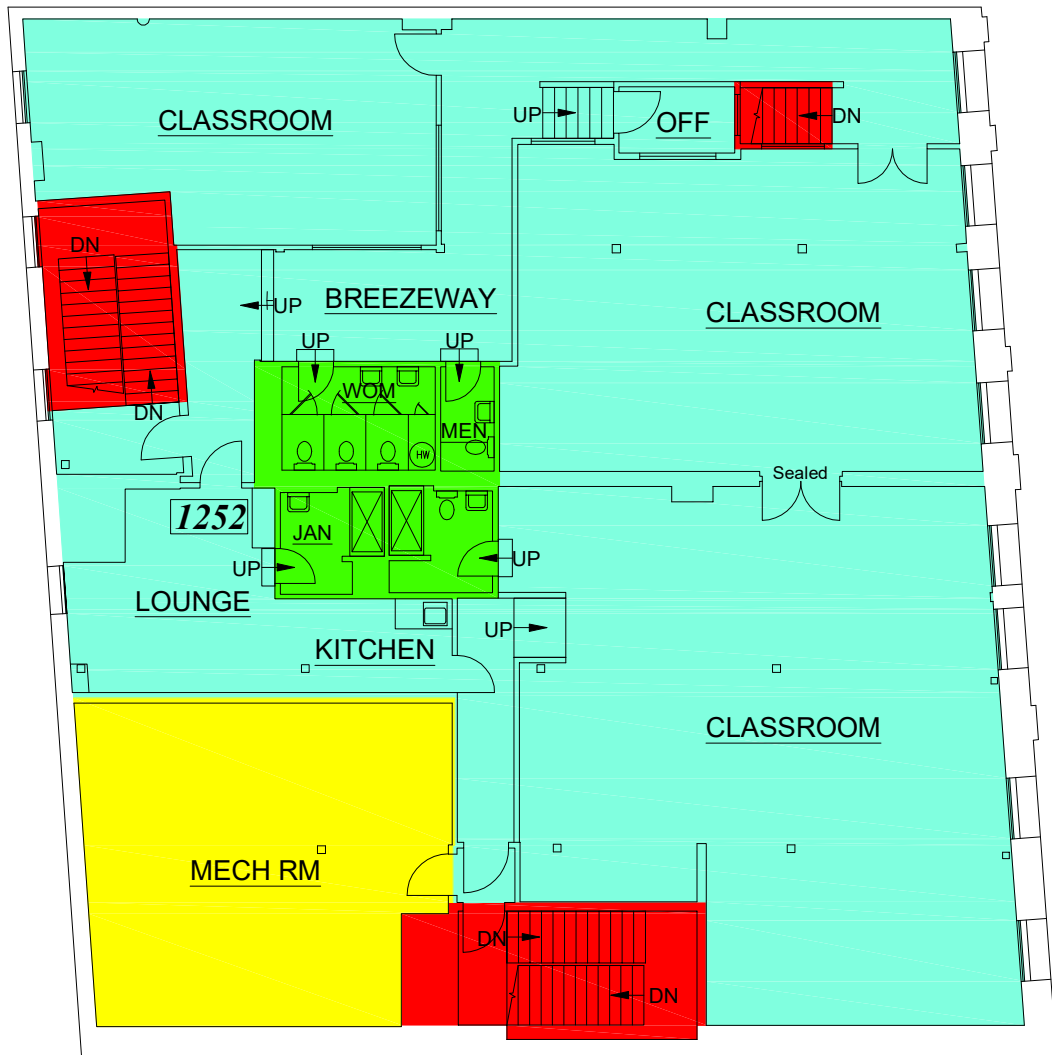 CLASSROOM
UP
OFF
DN
DN
UP
BREEZEWAY
CLASSROOM
UP
UP
WOM
DN
MEN
HW
Sealed
1252
JAN
UP
UP
LOUNGE
UP
KITCHEN
CLASSROOM
MECH RM
DN
DN